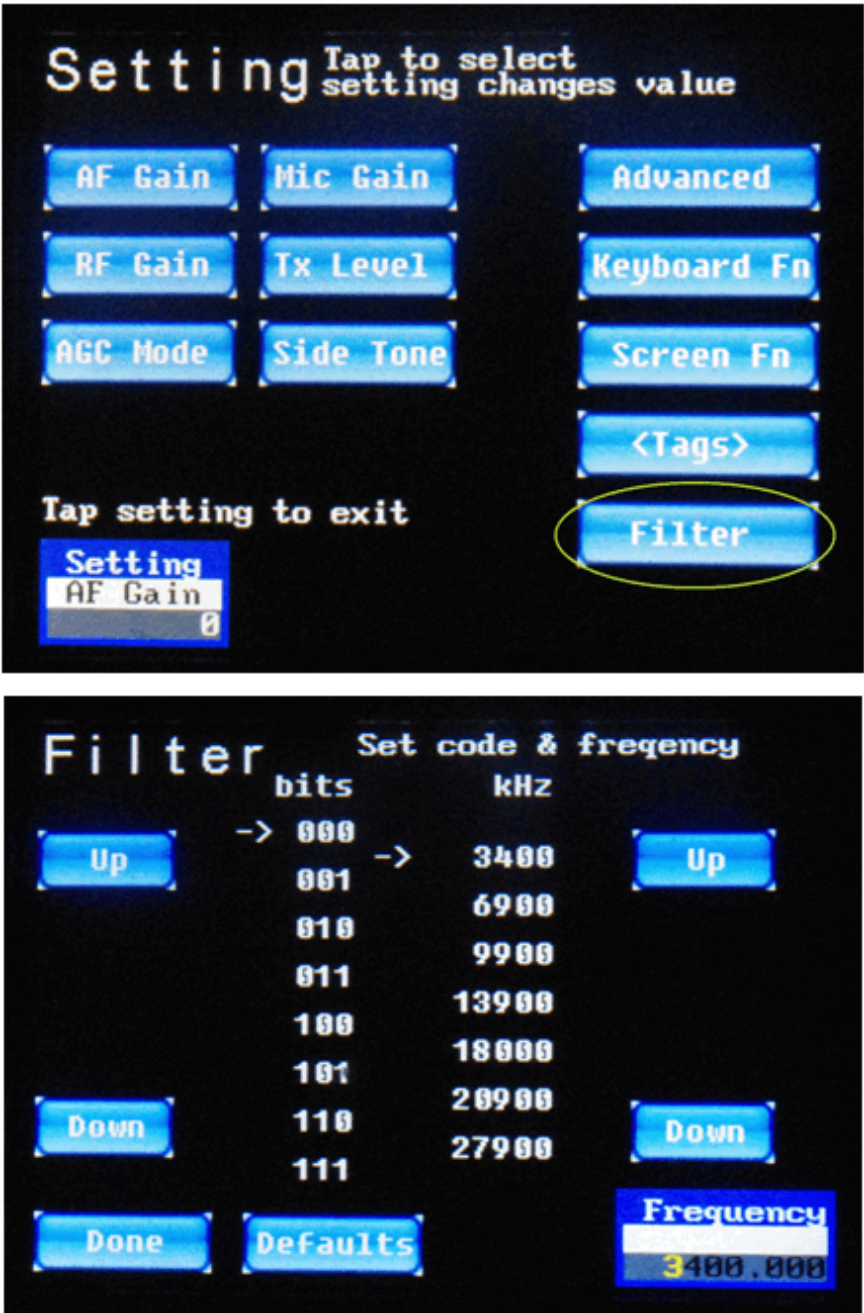 Setting Tap to select
setting changes value
AF Gain Mic Gain Advanced
RF Gain Tx Level Keyboard Fn
AGC Mode Side Tone Screen Fn
<Tags>
Tap setting to exit
Filter
Setting
AF Gain
0
Filter Set code & freqency
bits kHz
-> 000
Up -> 3400 Up
001
6900
010
9900
011
13900
100
18000
101
20900
Down 110 Down
27900
111
Done Defaults
Frequency
3400.000